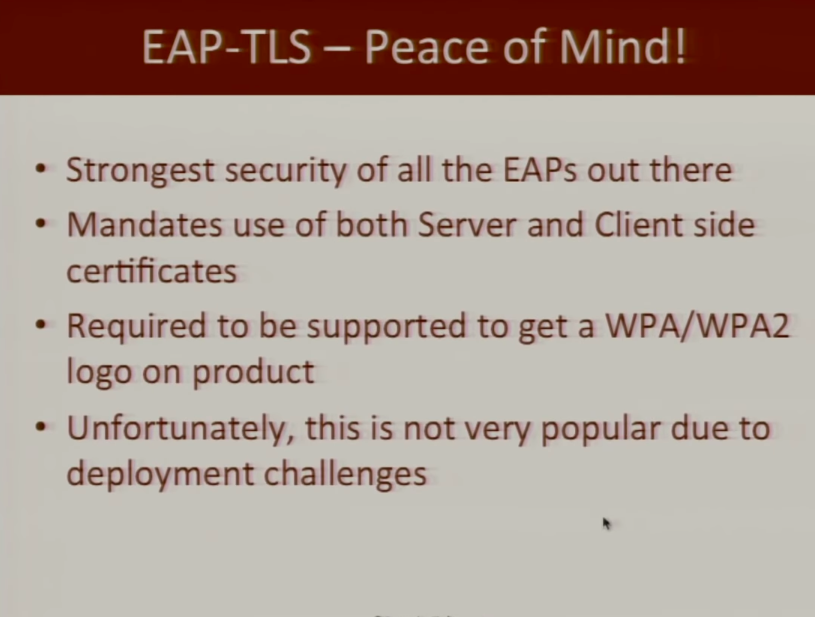 EAP-TLS – Peace of Mind!
• Strongest security of all the EAPs out there
• Mandates use of both Server and Client side
certificates
• Required to be supported to get a WPA/WPA2
logo on product
• Unfortunately, this is not very popular due to
deployment challenges